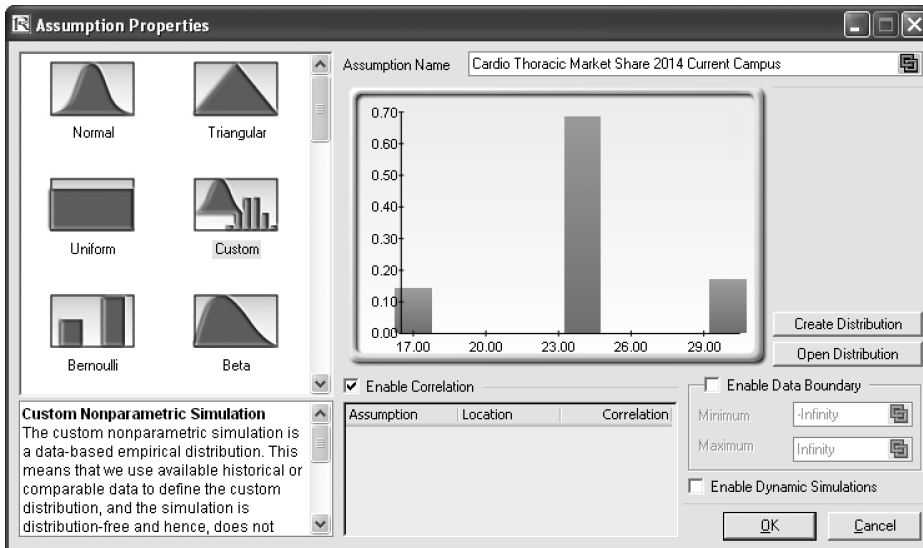 Assumption Properties
Normal
Triangular
Uniform
Custom
Bernoulli
Beta
Custom Nonparametric Simulation
The custom nonparametric simulation is
a data-based empirical distribution. This
means that we use available historical or
comparable data to define the custom
distribution, and the simulation is
distribution-free and hence, does not
Assumption Name
Cardio Thoracic Market Share 2014 Current Campus
0.70
0.60
0.50
0.40
0.30
0.20
0.10
0.00
17.00 20.00 23.00 26.00 29.00
Create Distribution
Open Distribution
Enable Correlation
Assumption Location Correlation
Enable Data Boundary
Minimum -Infinity
Maximum Infinity
Enable Dynamic Simulations
OK Cancel